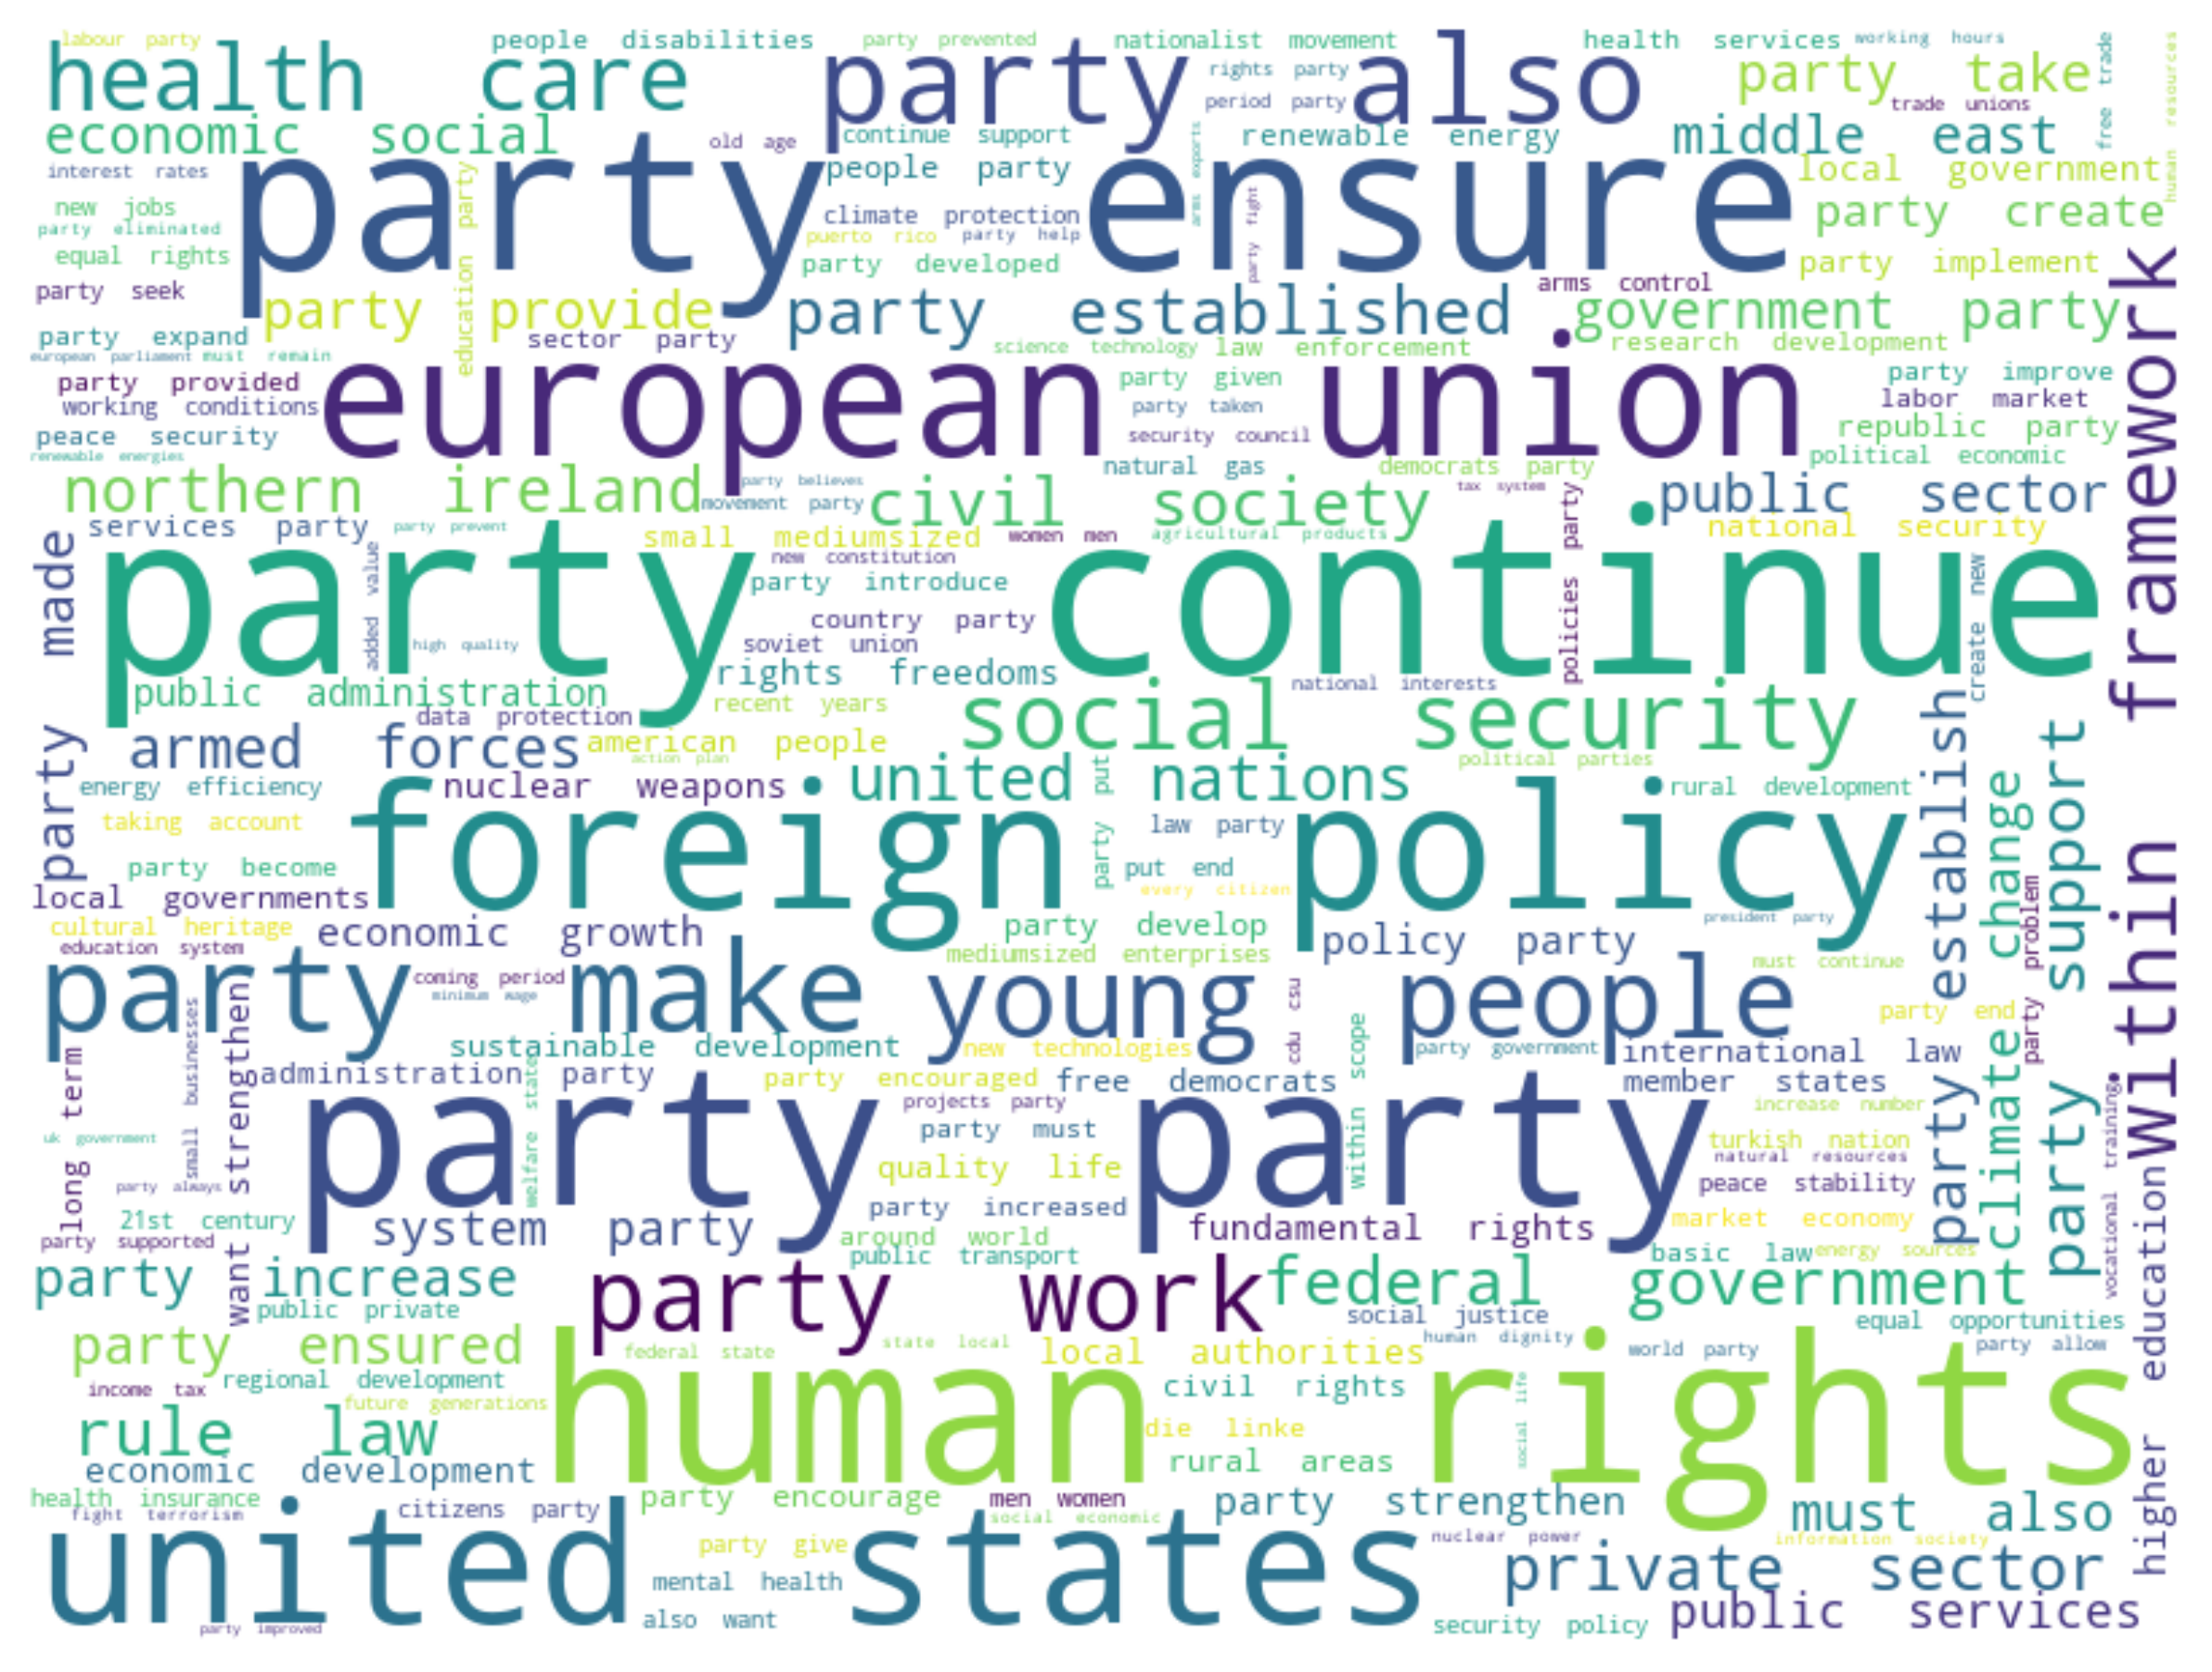 labour party
people disabilities
party prevented
nationalist movement
health services
working hours
free trade
human resources
health care
party also
rights party
period party
party take
trade unions
economic social
old age
continue support
arms exports
renewable energy
middle east
interest rates
education party
people party
party fight
local government
new jobs
party ensure
climate protection
party create
party eliminated
puerto rico
party help
equal rights
party developed
party implement
party seek
party provide
party established
arms control
government party
within framework
party expand
sector party
science technology
law enforcement
research development
european parliament
must remain
party provided
european union
party given
party improve
working conditions
party taken
labor market
peace security
security council
republic party
renewable energies
natural gas
democrats party
political economic
northern ireland
party believes
movement party
civil society
tax system
public sector
party made
services party
party prevent
small mediumsized
women men
agricultural products
policies party
national security
new constitution
added value
party continue
party introduce
create new
country party
high quality
soviet union
rights freedoms
national interests
public administration
recent years
social security
data protection
armed forces
american people
action plan
political parties
party establish
party support
energy efficiency
nuclear weapons
united nations
party put
rural development
climate change
taking account
foreign policy
law party
party become
put end
local governments
every citizen
cultural heritage
economic growth
party develop
president party
party problem
education system
mediumsized enterprises
policy party
must continue
party make
coming period
minimum wage
young people
cdu csu
party end
small businesses
want strengthen
sustainable development
new technologies
party government
international law
long term
administration party
welfare state
party encouraged
free democrats
within scope
member states
projects party
increase number
vocational training
uk government
party party
party must
turkish nation
natural resources
quality life
party always
peace stability
21st century
party increased
market economy
party supported
system party
around world
fundamental rights
public transport
basic law
energy sources
higher education
party increase
party work
federal government
public private
social justice
equal opportunities
party ensured
federal state
state local
local authorities
human dignity
world party
party allow
income tax
regional development
human rights
civil rights
social life
future generations
rule law
die linke
economic development
rural areas
health insurance
party encourage
men women
party strengthen
must also
fight terrorism
citizens party
social economic
united states
party give
nuclear power
information society
mental health
private sector
also want
security policy
public services
party improved